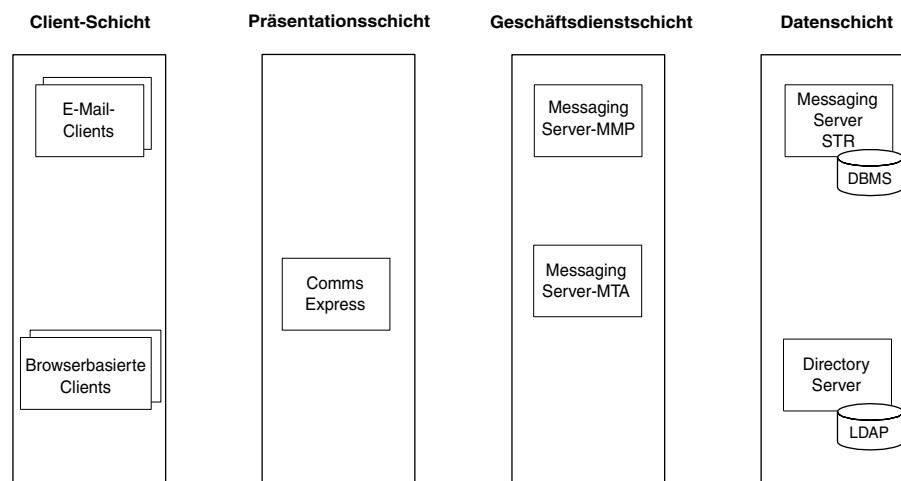 Client-Schicht
Präsentationsschicht
Geschäftsdienstschicht
Datenschicht
E-Mail-
Clients
Browserbasierte
Clients
Comms
Express
Messaging
Server-MMP
Messaging
Server-MTA
Messaging
Server
STR
DBMS
Directory
Server
LDAP